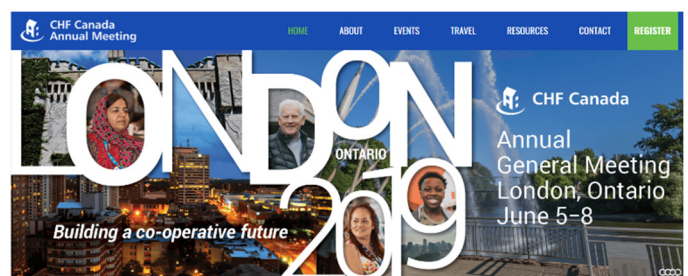 CHF Canada
Annual Meeting
HOME
ABOUT
EVENTS
TRAVEL
RESOURCES
CONTACT
REGISTER
LONDON
ONTARIO
2019
Building a co-operative future
CHF Canada
Annual
General Meeting
London, Ontario
June 5–8
coop